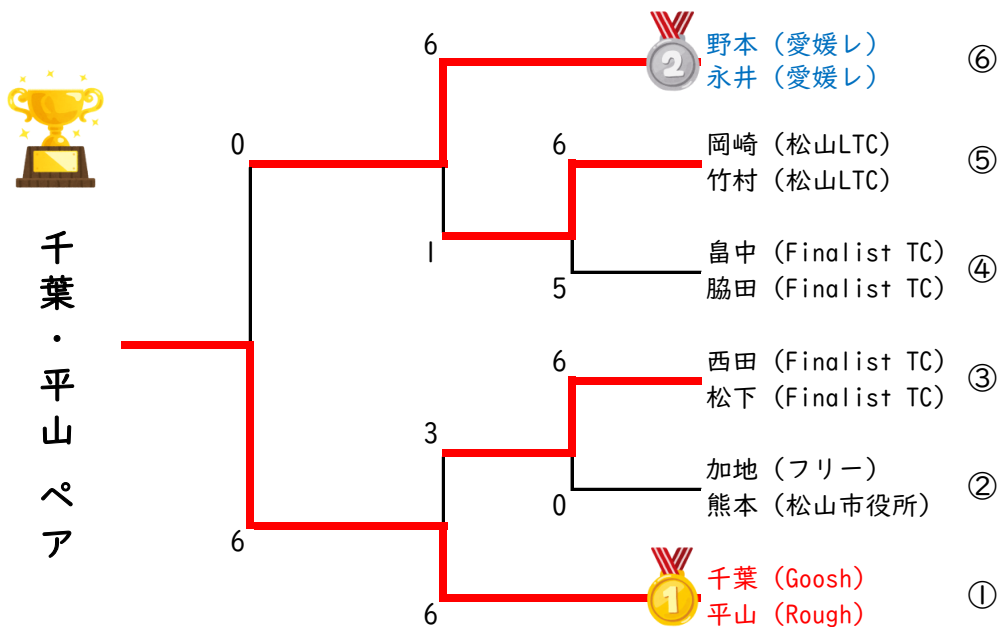 千葉・平山 ペア
6
0
1
6
5
6
3
0
6
6
2
野本 (愛媛レ)
永井 (愛媛レ)
⑥
岡崎 (松山LTC)
竹村 (松山LTC)
⑤
畠中 (Finalist TC)
脇田 (Finalist TC)
④
西田 (Finalist TC)
松下 (Finalist TC)
③
加地 (フリー)
熊本 (松山市役所)
②
1
千葉 (Goosh)
平山 (Rough)
①